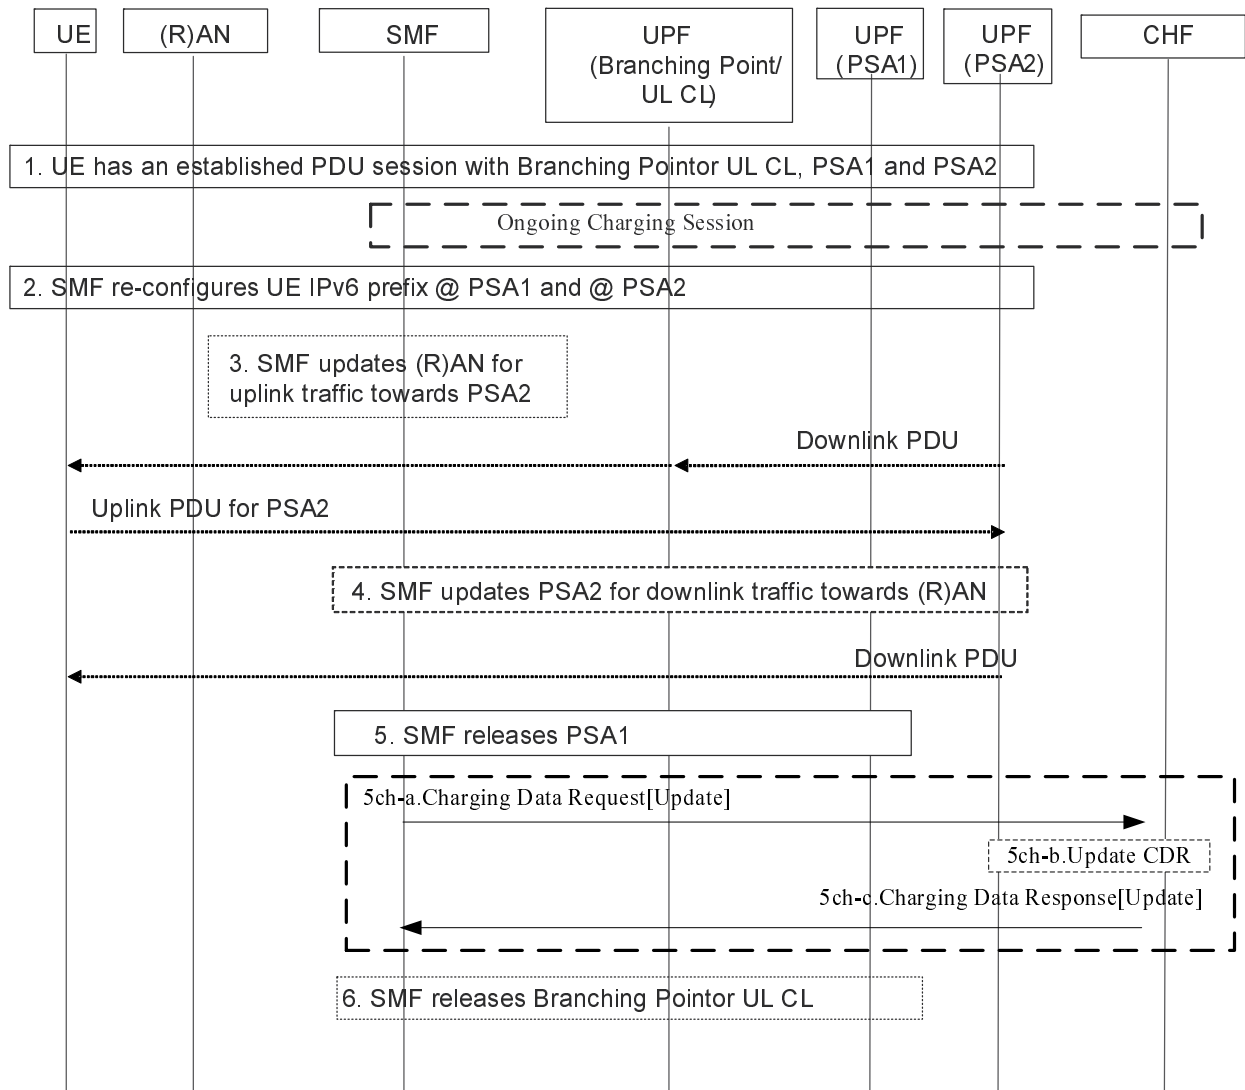 UE
(R)AN
SMF
UPF
(Branching Point/
UL CL)
UPF
(PSA1)
UPF
(PSA2)
CHF
1. UE has an established PDU session with Branching Pointor UL CL, PSA1 and PSA2
Ongoing Charging Session
2. SMF re-configures UE IPv6 prefix @ PSA1 and @ PSA2
3. SMF updates (R)AN for
uplink traffic towards PSA2
Downlink PDU
Uplink PDU for PSA2
4. SMF updates PSA2 for downlink traffic towards (R)AN
Downlink PDU
5. SMF releases PSA1
5ch-a.Charging Data Request[Update]
5ch-b.Update CDR
5ch-c.Charging Data Response[Update]
6. SMF releases Branching Pointor UL CL